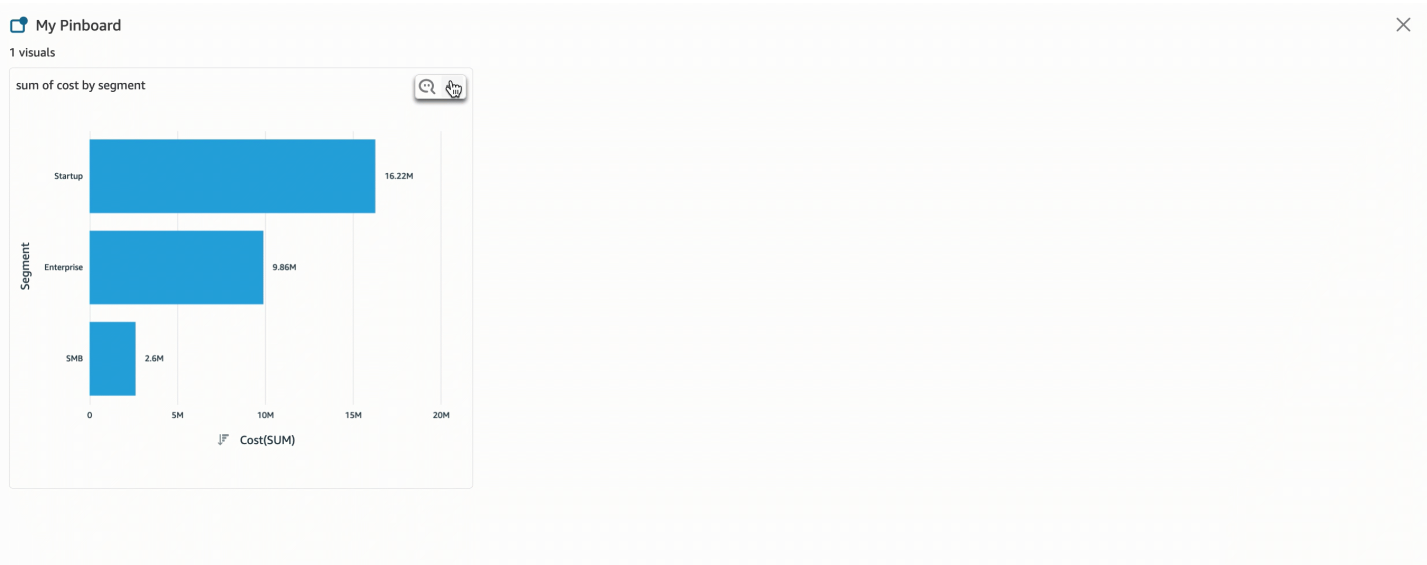 My Pinboard
1 visuals
sum of cost by segment
Segment
Startup
16.22M
Enterprise
9.86M
SMB
2.6M
0 5M 10M 15M 20M
Cost(SUM)